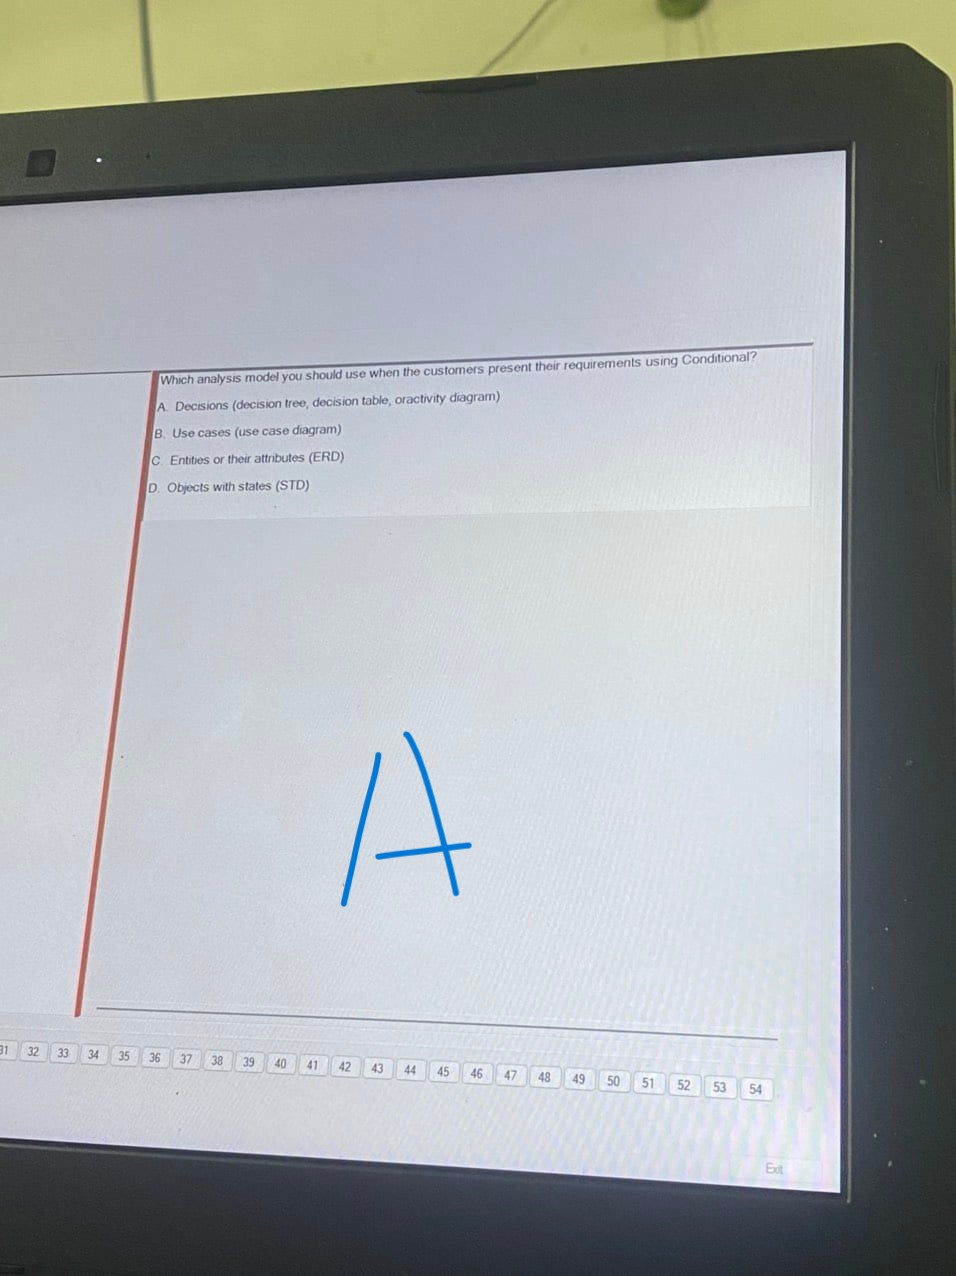 Which analysis model you should use when the customers present their requirements using Conditional?
A. Decisions (decision tree, decision table, oractivity diagram)
B. Use cases (use case diagram)
C. Entities or their attributes (ERD)
D. Objects with states (STD)
A
31 32 33 34 35 36 37 38 39 40 41 42 43 44 45 46 47 48 49 50 51 52 53 54
Exit